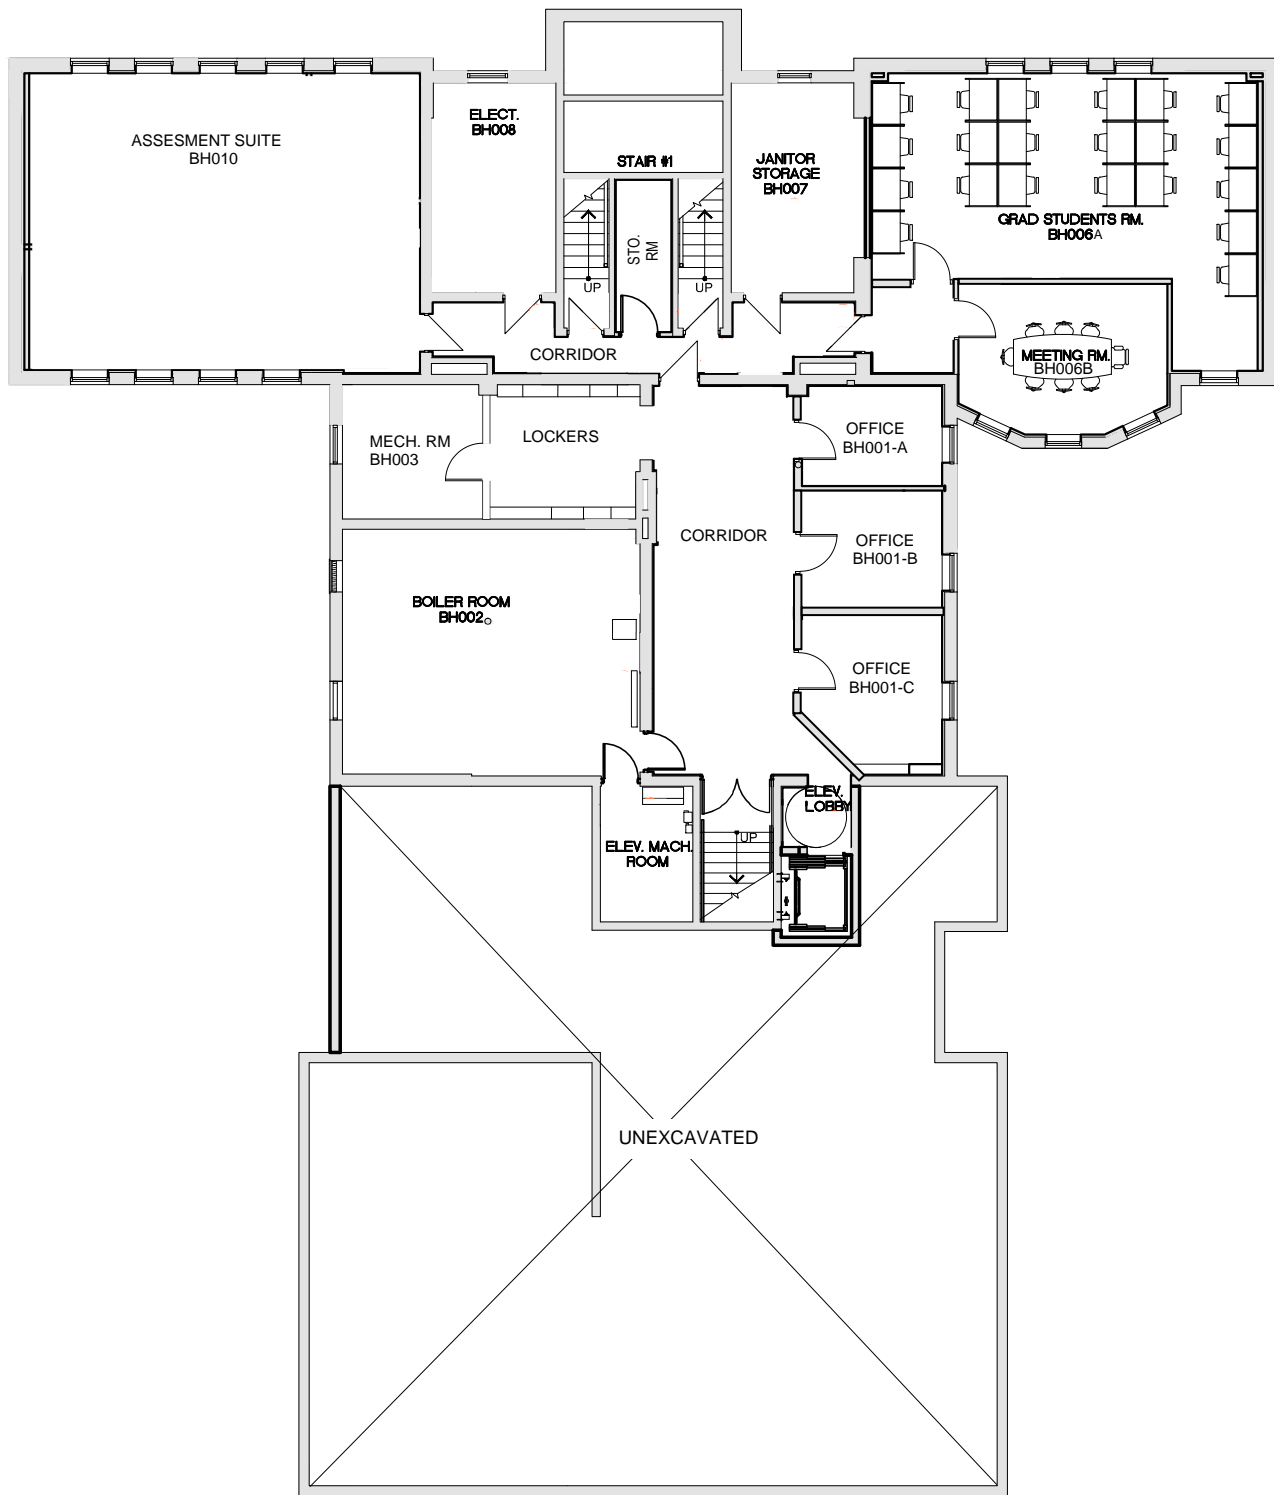 ASSESMENT SUITE
BH010
ELECT.
BH008
STAIR #1
STO.
RM
UP
UP
JANITOR
STORAGE
BH007
GRAD STUDENTS RM.
BH006A
MEETING RM.
BH006B
CORRIDOR
MECH. RM
BH003
LOCKERS
OFFICE
BH001-A
CORRIDOR
OFFICE
BH001-B
BOILER ROOM
BH002
OFFICE
BH001-C
ELEV.
LOBBY
ELEV. MACH.
ROOM
UP
UNEXCAVATED